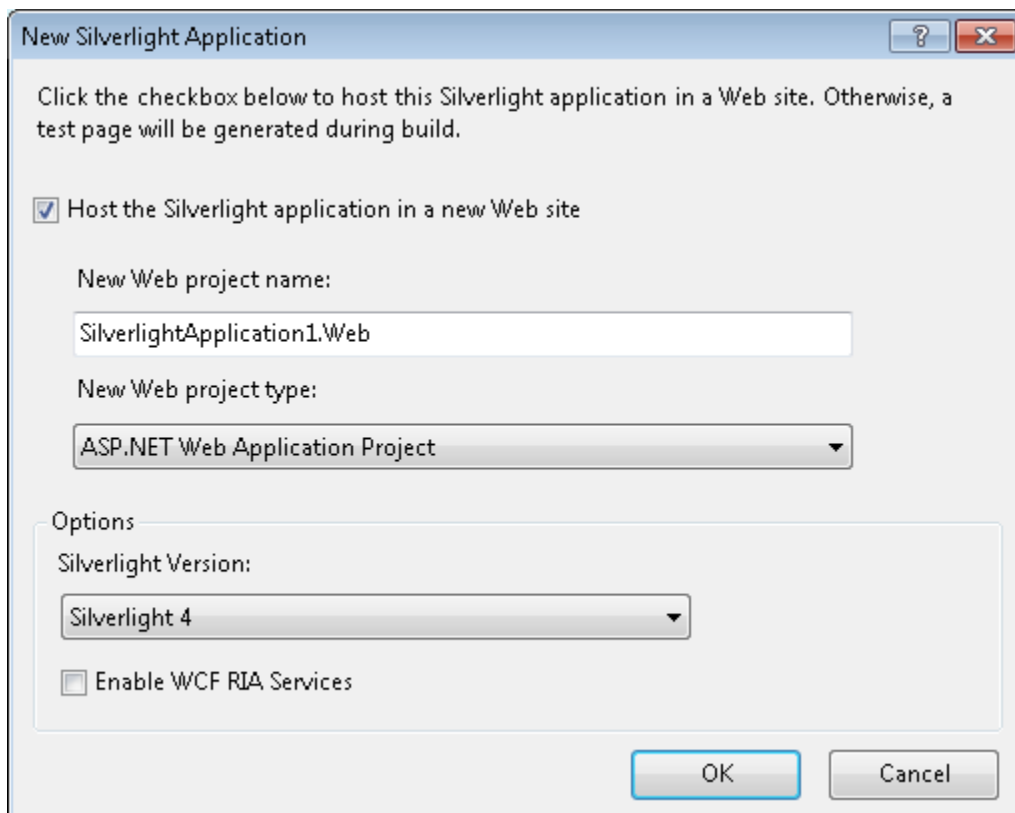 New Silverlight Application
Click the checkbox below to host this Silverlight application in a Web site. Otherwise, a
test page will be generated during build.
Host the Silverlight application in a new Web site
New Web project name:
SilverlightApplication1.Web
New Web project type:
ASP.NET Web Application Project
Options
Silverlight Version:
Silverlight 4
Enable WCF RIA Services
OK Cancel